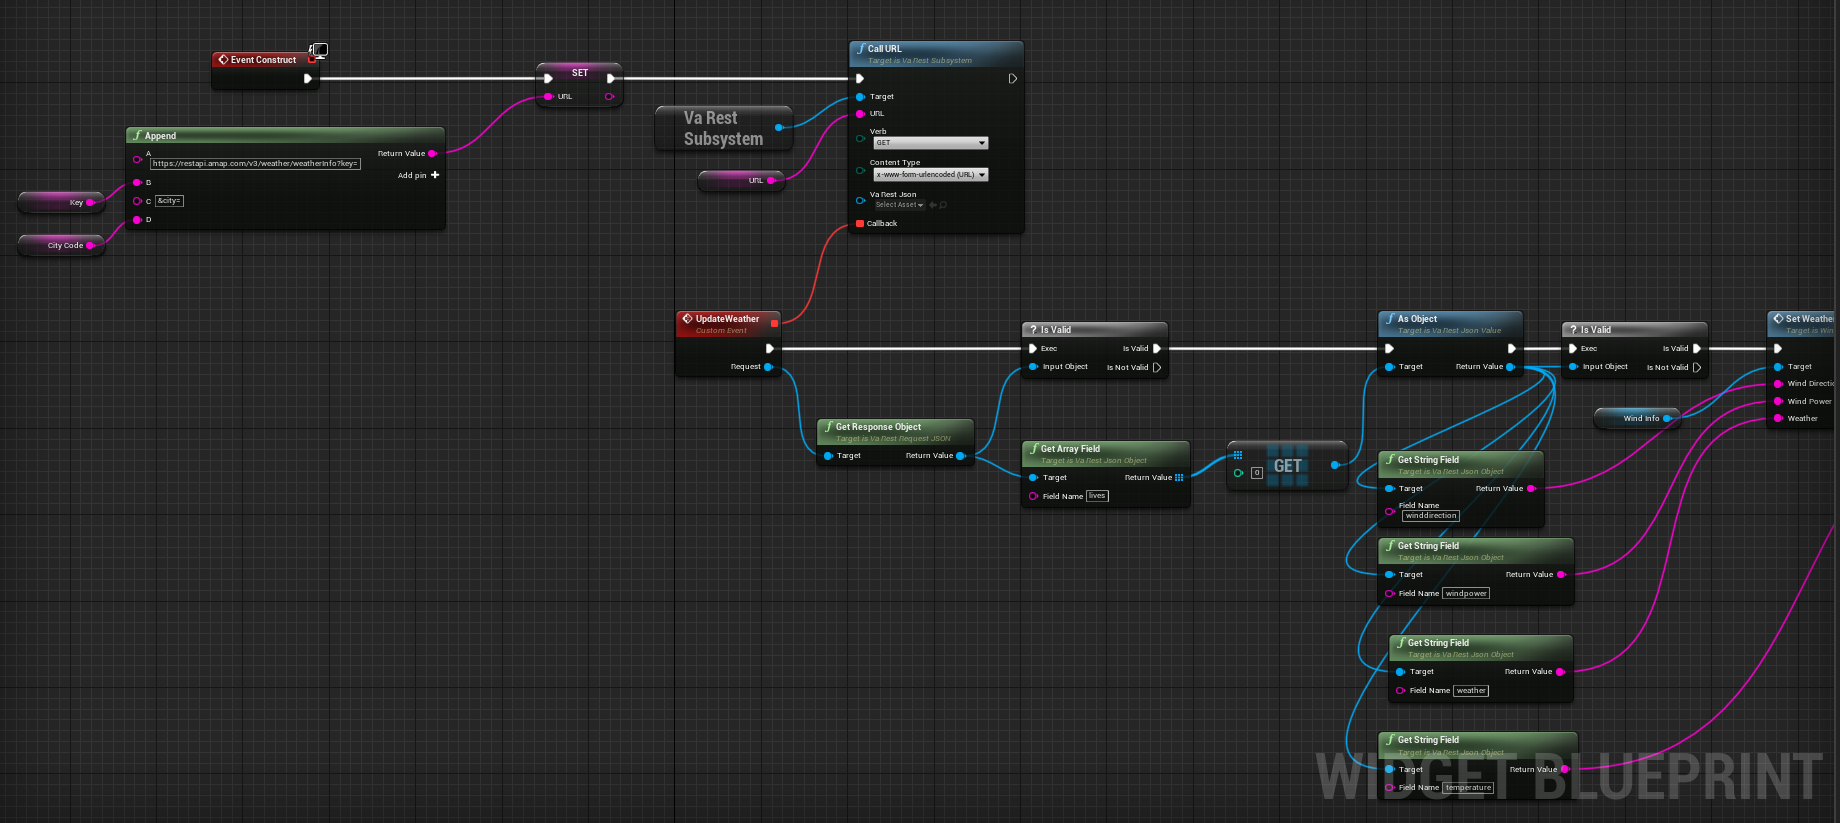 Event Construct
SET
URL
Append
A
https://restapi.amap.com/v3/weather/weatherInfo?key=
Return Value
B
Add pin
C
&city=
D
Key
City Code
Va Rest
Subsystem
URL
Call URL
Target is Va Rest Subsystem
Target
URL
Verb
GET
Content Type
x-www-form-urlencoded (URL)
Va Rest Json
Select Asset
Callback
UpdateWeather
Custom Event
Request
Get Response Object
Target is Va Rest Request JSON
Target
Return Value
? Is Valid
Exec
Is Valid
Input Object
Is Not Valid
Get Array Field
Target is Va Rest Json Object
Target
Return Value
Field Name
lives
GET
0
As Object
Target is Va Rest Json Value
Target
Return Value
? Is Valid
Exec
Is Valid
Input Object
Is Not Valid
Wind Info
Set Weather
Target is Win
Target
Wind Directio
Wind Power
Weather
Get String Field
Target is Va Rest Json Object
Target
Return Value
Field Name
winddirection
Get String Field
Target is Va Rest Json Object
Target
Return Value
Field Name
windpower
Get String Field
Target is Va Rest Json Object
Target
Return Value
Field Name
weather
Get String Field
Target is Va Rest Json Object
Target
Return Value
Field Name
temperature
WIDGET BLUEPRINT